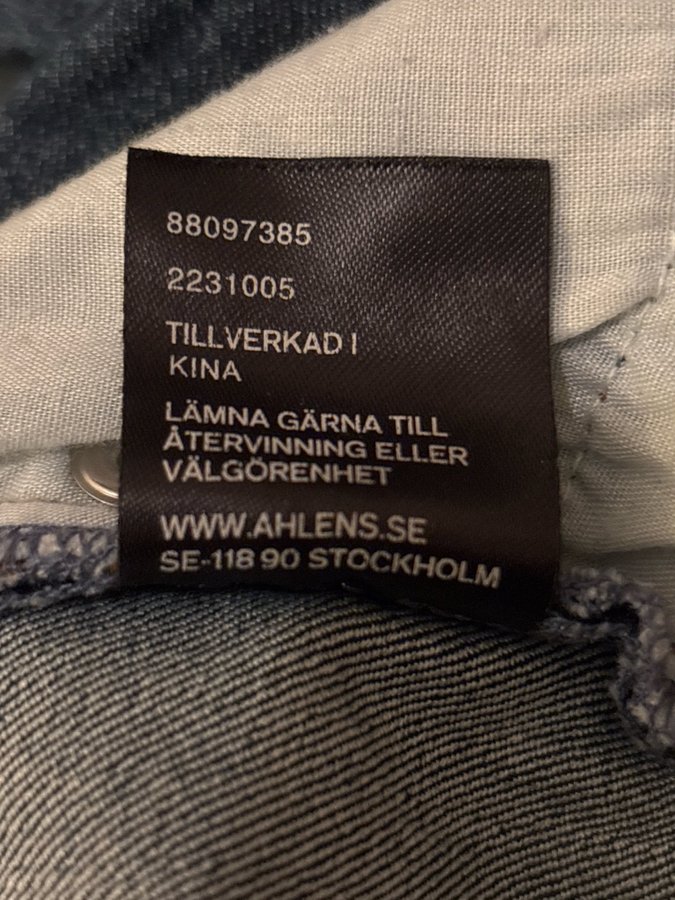 88097385
2231005
TILLVERKAD I
KINA
LÄMNA GÄRNA TILL
ÅTERVINNING ELLER
VÄLGÖRENHET
WWW.AHLENS.SE
SE-118 90 STOCKHOLM